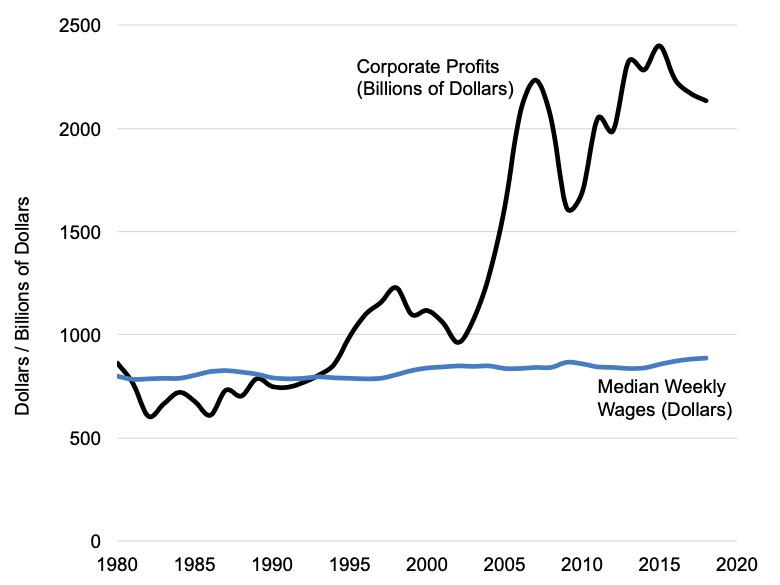 2500
Corporate Profits
(Billions of Dollars)
2000
Dollars / Billions of Dollars
1500
1000
Median Weekly
Wages (Dollars)
500
0
1980 1985 1990 1995 2000 2005 2010 2015 2020